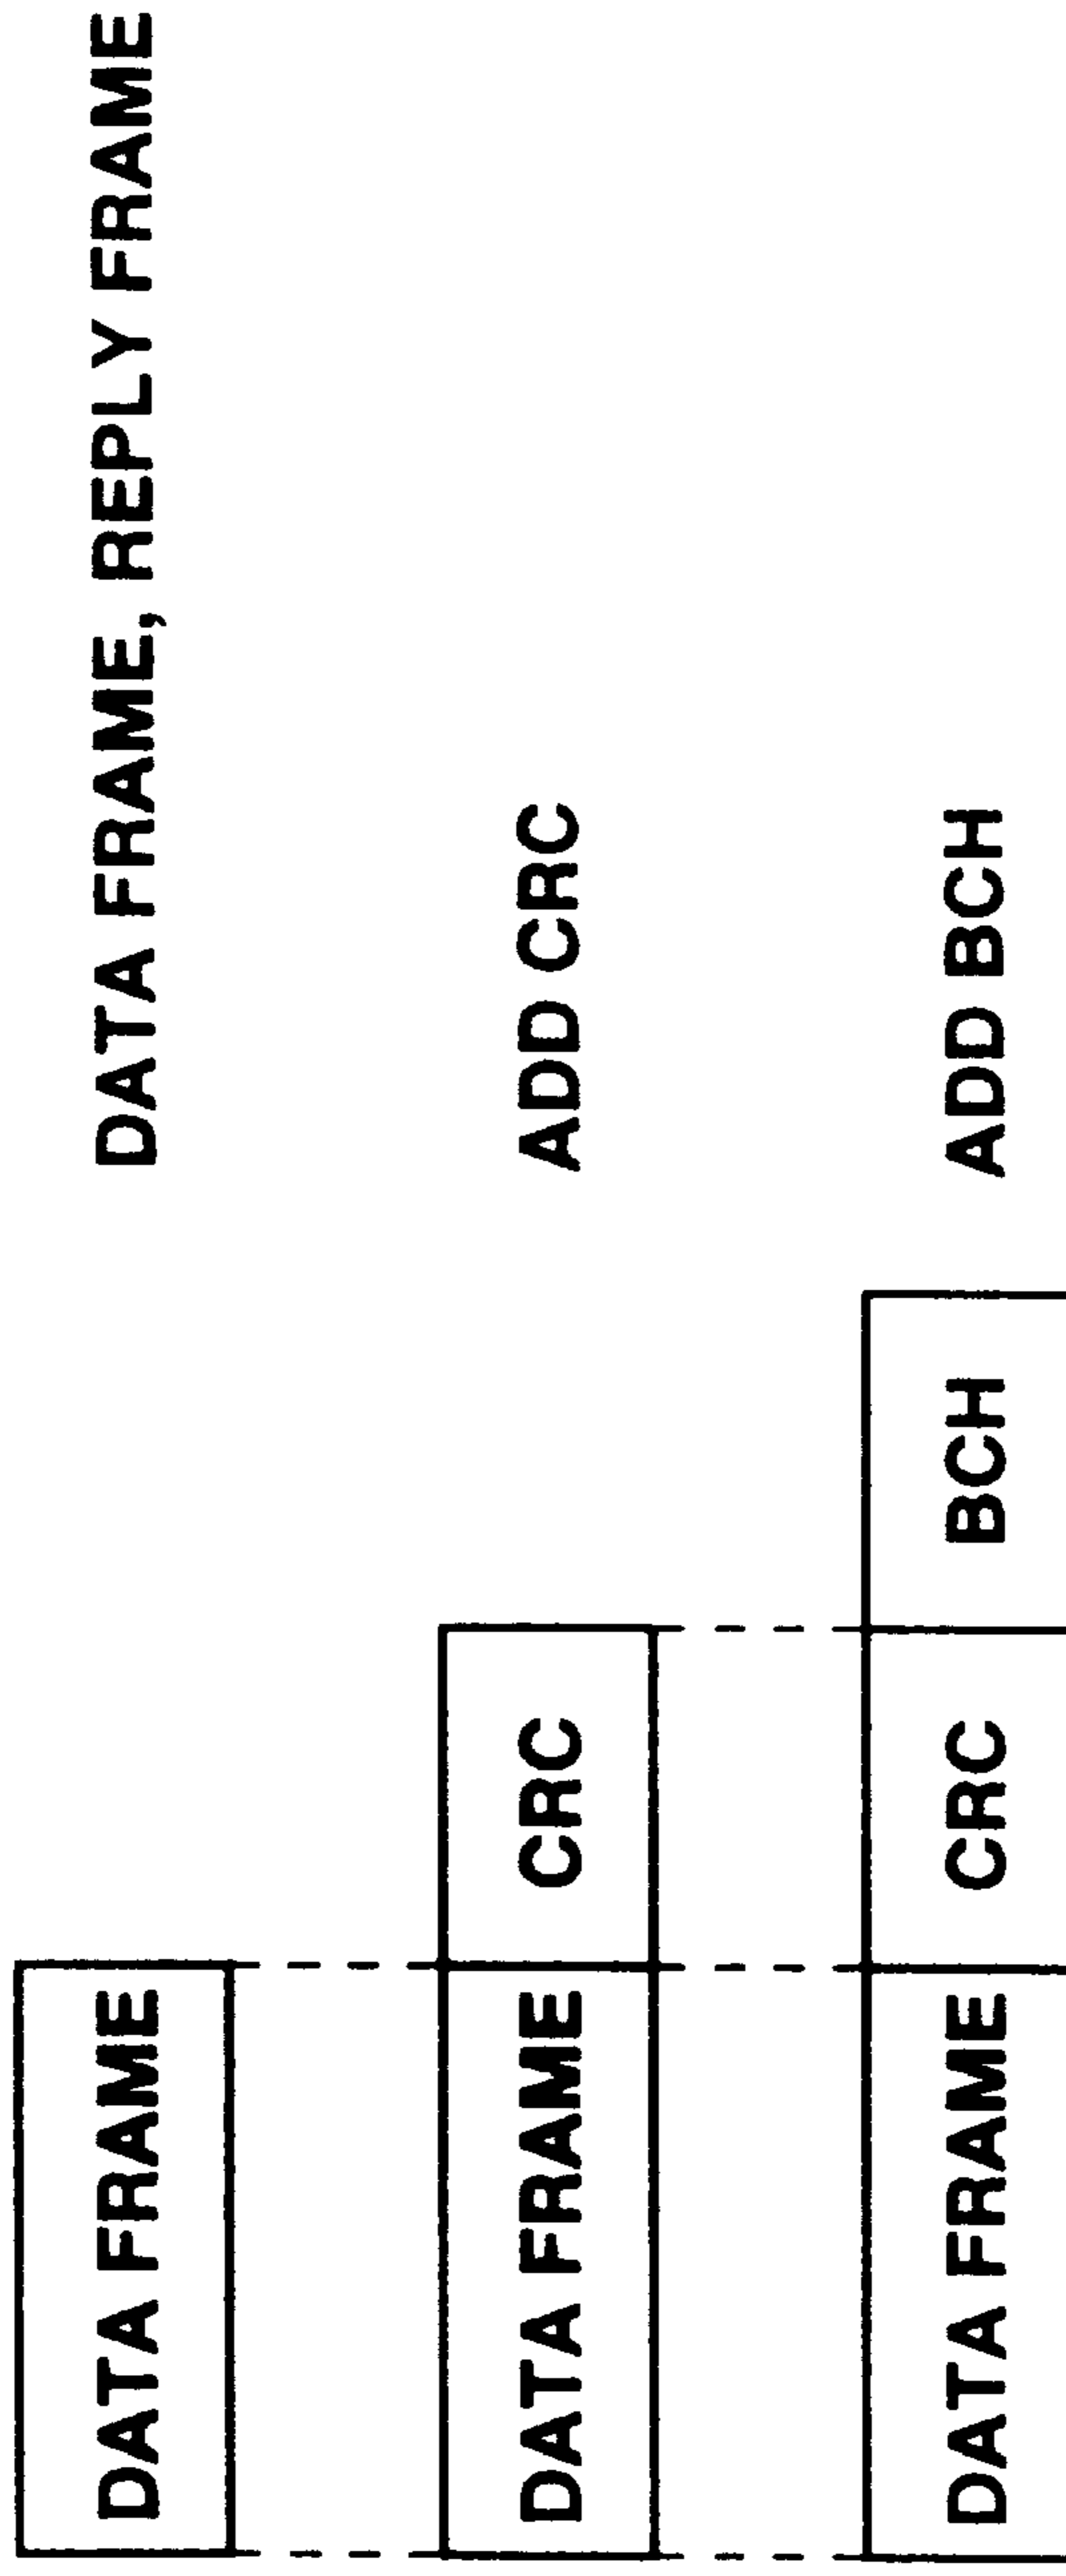 DATA FRAME DATA FRAME, REPLY FRAME
DATA FRAME CRC ADD CRC
DATA FRAME CRC BCH ADD BCH